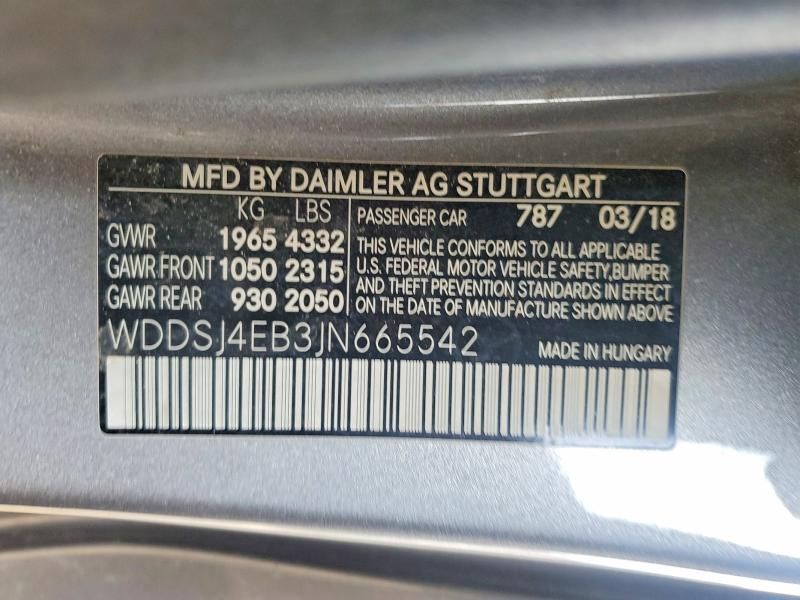 MFD BY DAIMLER AG STUTTGART
KG LBS
GVWR 1965 4332
GAWR FRONT 1050 2315
GAWR REAR 930 2050
PASSENGER CAR 787 03/18
THIS VEHICLE CONFORMS TO ALL APPLICABLE
U.S. FEDERAL MOTOR VEHICLE SAFETY,BUMPER
AND THEFT PREVENTION STANDARDS IN EFFECT
ON THE DATE OF MANUFACTURE SHOWN ABOVE.
WDDSJ4EB3JN665542
MADE IN HUNGARY